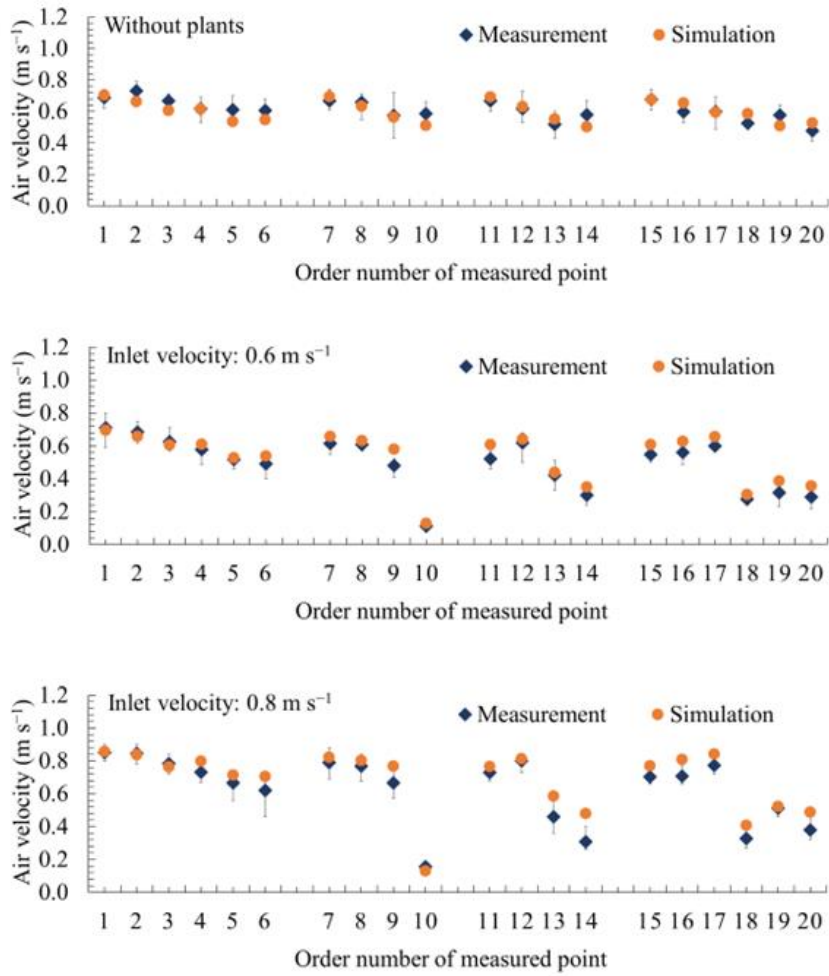 Without plants
Measurement
Simulation
Air velocity (m s⁻¹)
1.2
1.0
0.8
0.6
0.4
0.2
0.0
1 2 3 4 5 6 7 8 9 10 11 12 13 14 15 16 17 18 19 20
Order number of measured point
Inlet velocity: 0.6 m s⁻¹
Measurement
Simulation
Air velocity (m s⁻¹)
1.2
1.0
0.8
0.6
0.4
0.2
0.0
1 2 3 4 5 6 7 8 9 10 11 12 13 14 15 16 17 18 19 20
Order number of measured point
Inlet velocity: 0.8 m s⁻¹
Measurement
Simulation
Air velocity (m s⁻¹)
1.2
1.0
0.8
0.6
0.4
0.2
0.0
1 2 3 4 5 6 7 8 9 10 11 12 13 14 15 16 17 18 19 20
Order number of measured point